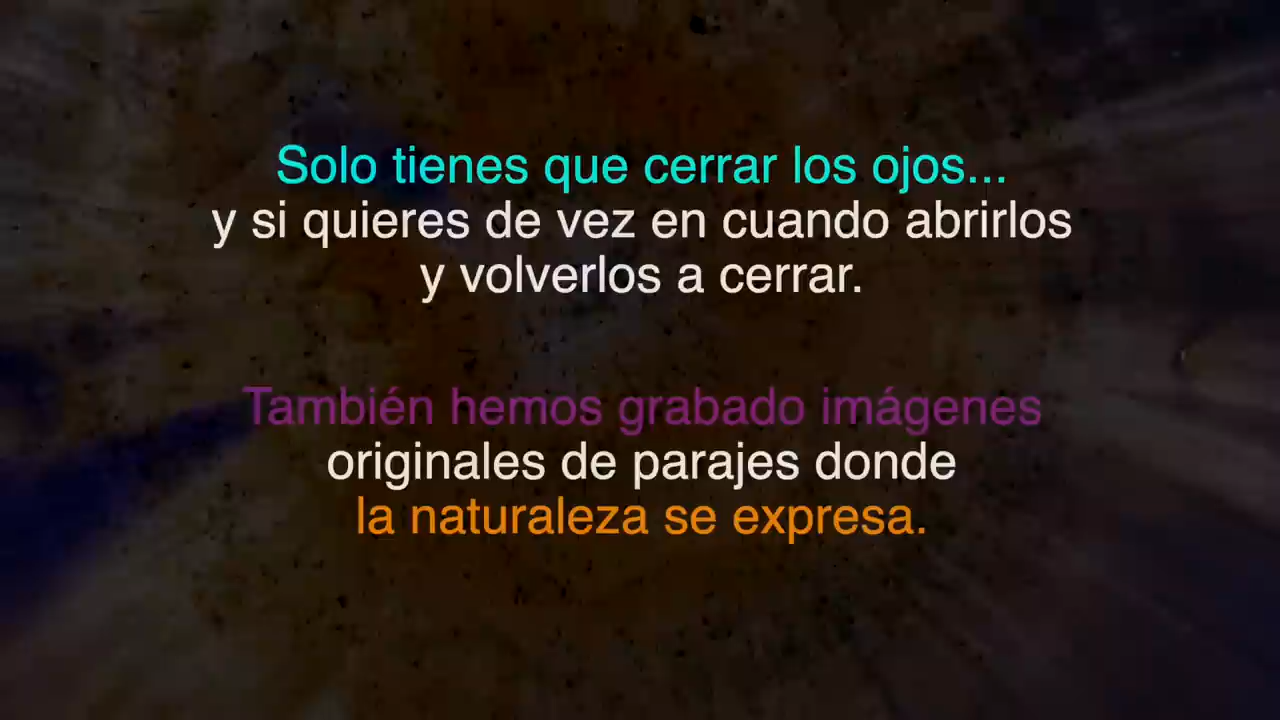 Solo tienes que cerrar los ojos...
y si quieres de vez en cuando abrirlos
y volverlos a cerrar.
También hemos grabado imágenes
originales de parajes donde
la naturaleza se expresa.